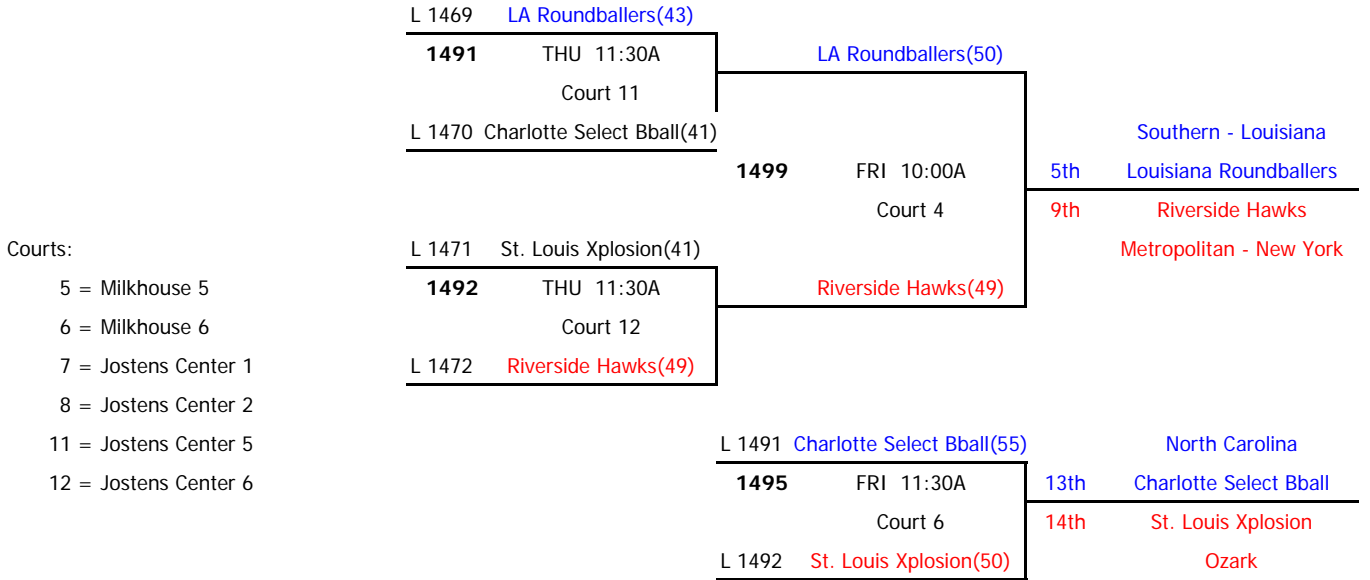 L 1469 LA Roundballers(43)
1491 THU 11:30A LA Roundballers(50)
Court 11
L 1470 Charlotte Select Bball(41) Southern - Louisiana
1499 FRI 10:00A 5th Louisiana Roundballers
Court 4 9th Riverside Hawks
Courts: L 1471 St. Louis Xplosion(41) Metropolitan - New York
5 = Milkhouse 5 1492 THU 11:30A Riverside Hawks(49)
6 = Milkhouse 6 Court 12
7 = Jostens Center 1 L 1472 Riverside Hawks(49)
8 = Jostens Center 2
11 = Jostens Center 5 L 1491 Charlotte Select Bball(55) North Carolina
12 = Jostens Center 6 1495 FRI 11:30A 13th Charlotte Select Bball
Court 6 14th St. Louis Xplosion
L 1492 St. Louis Xplosion(50) Ozark